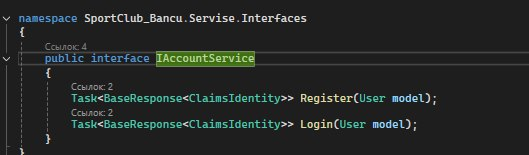 namespace SportClub_Bancu.Servise.Interfaces
{
Ссылок: 4
public interface IAccountService
{
Ссылок: 2
Task<BaseResponse<ClaimsIdentity>> Register(User model);
Ссылок: 2
Task<BaseResponse<ClaimsIdentity>> Login(User model);
}
}